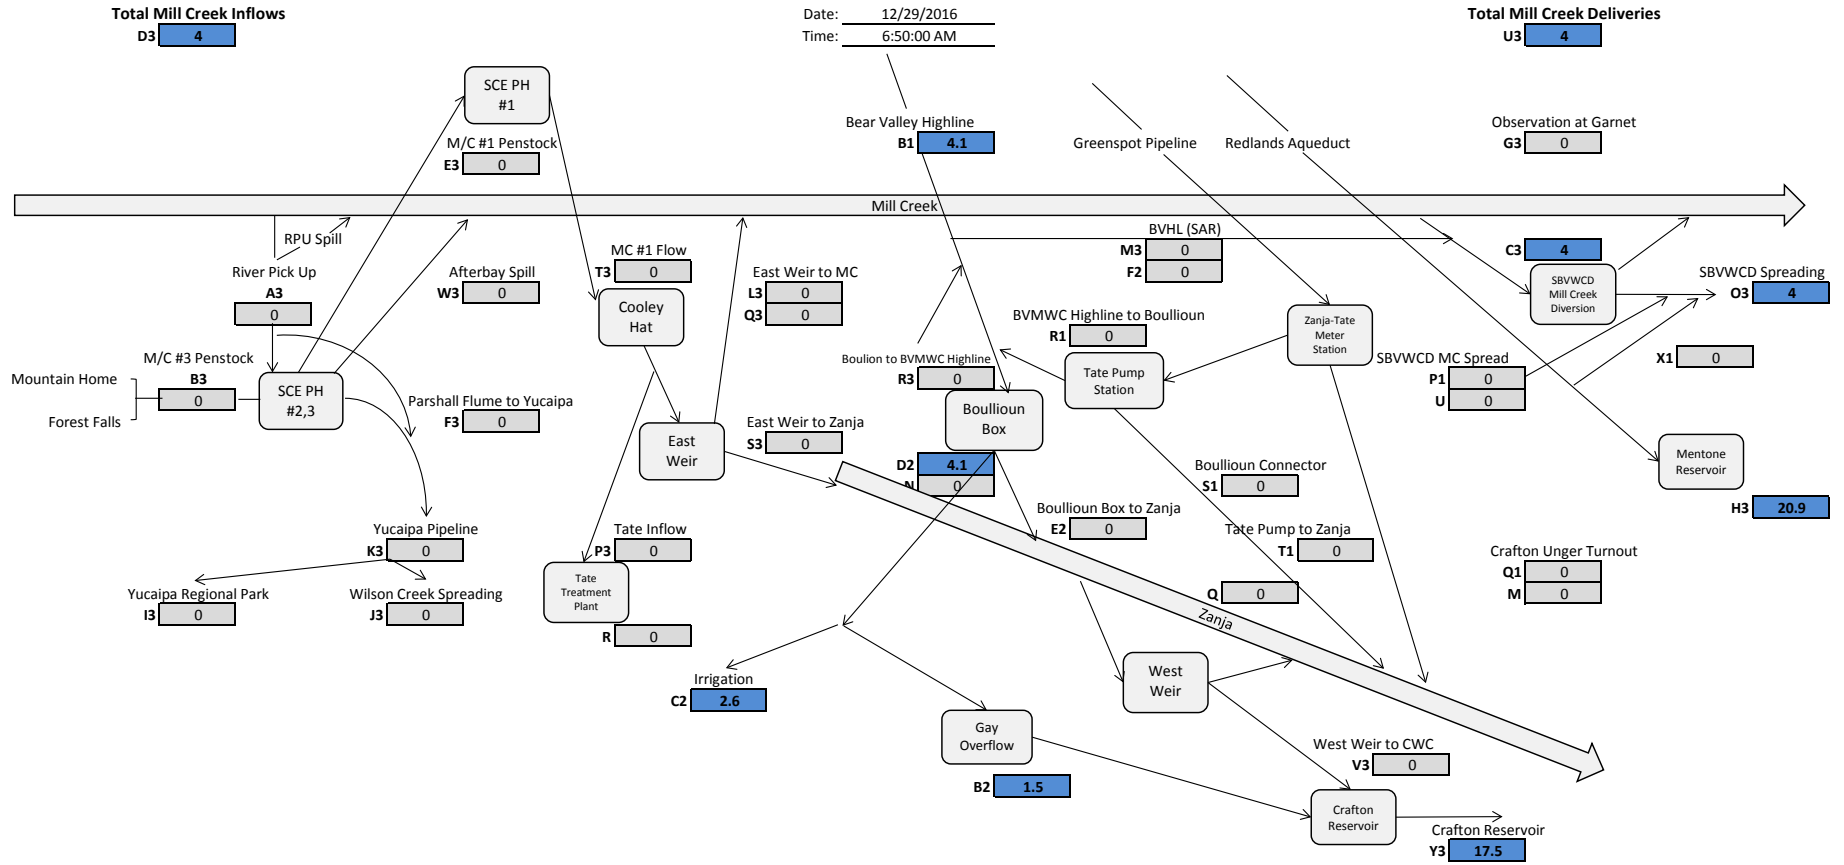 Total Mill Creek Inflows
D3 4
Date: 12/29/2016
Time: 6:50:00 AM
Total Mill Creek Deliveries
U3 4
SCE PH
#1
M/C #1 Penstock
E3 0
Bear Valley Highline
B1 4.1
Greenspot Pipeline
Redlands Aqueduct
Observation at Garnet
G3 0
Mill Creek
RPU Spill
River Pick Up
A3
0
Afterbay Spill
W3 0
MC #1 Flow
T3 0
Cooley
Hat
East Weir to MC
L3 0
Q3 0
BVHL (SAR)
M3 0
F2 0
C3 4
SBVWCD
Mill Creek
Diversion
SBVWCD Spreading
O3 4
BVMWC Highline to Boullioun
R1 0
Zanja-Tate
Meter
Station
Boulion to BVMWC Highline
R3 0
Tate Pump
Station
SBVWCD MC Spread
P1 0
U 0
X1 0
M/C #3 Penstock
B3
0
Mountain Home
Forest Falls
SCE PH
#2,3
Parshall Flume to Yucaipa
F3 0
East
Weir
East Weir to Zanja
S3 0
Boullioun
Box
D2 4.1
N 0
Boullioun Connector
S1 0
Mentone
Reservoir
H3 20.9
Boullioun Box to Zanja
E2 0
Tate Pump to Zanja
T1 0
Yucaipa Pipeline
K3 0
Tate Inflow
P3 0
Tate
Treatment
Plant
R 0
Yucaipa Regional Park
I3 0
Wilson Creek Spreading
J3 0
Q 0
Zanja
Crafton Unger Turnout
Q1 0
M 0
Irrigation
C2 2.6
West
Weir
Gay
Overflow
B2 1.5
West Weir to CWC
V3 0
Crafton
Reservoir
Crafton Reservoir
Y3 17.5